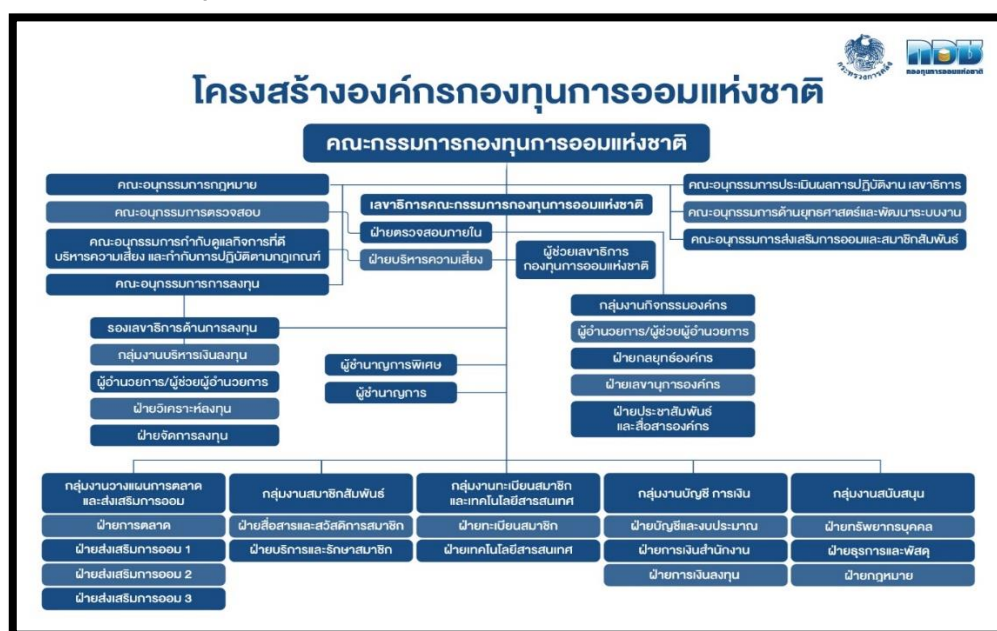 กระทรวงการคลัง
กอช
กองทุนการออมแห่งชาติ
โครงสร้างองค์กรกองทุนการออมแห่งชาติ
คณะกรรมการกองทุนการออมแห่งชาติ
คณะอนุกรรมการกฎหมาย
คณะอนุกรรมการตรวจสอบ
คณะอนุกรรมการกำกับดูแลกิจการที่ดี
บริหารความเสี่ยง และกำกับการปฏิบัติตามกฎเกณฑ์
คณะอนุกรรมการการลงทุน
เลขาธิการคณะกรรมการกองทุนการออมแห่งชาติ
ฝ่ายตรวจสอบภายใน
ฝ่ายบริหารความเสี่ยง
ผู้ช่วยเลขาธิการ
กองทุนการออมแห่งชาติ
คณะอนุกรรมการประเมินผลการปฏิบัติงาน เลขาธิการ
คณะอนุกรรมการด้านยุทธศาสตร์และพัฒนาระบบงาน
คณะอนุกรรมการส่งเสริมการออมและสมาชิกสัมพันธ์
รองเลขาธิการด้านการลงทุน
กลุ่มงานบริหารเงินลงทุน
ผู้อำนวยการ/ผู้ช่วยผู้อำนวยการ
ฝ่ายวิเคราะห์ลงทุน
ฝ่ายจัดการลงทุน
ผู้ชำนาญการพิเศษ
ผู้ชำนาญการ
กลุ่มงานกิจกรรมองค์กร
ผู้อำนวยการ/ผู้ช่วยผู้อำนวยการ
ฝ่ายกลยุทธ์องค์กร
ฝ่ายเลขานุการองค์กร
ฝ่ายประชาสัมพันธ์
และสื่อสารองค์กร
กลุ่มงานวางแผนการตลาด
และส่งเสริมการออม
ฝ่ายการตลาด
ฝ่ายส่งเสริมการออม 1
ฝ่ายส่งเสริมการออม 2
ฝ่ายส่งเสริมการออม 3
กลุ่มงานสมาชิกสัมพันธ์
ฝ่ายสื่อสารและสวัสดิการสมาชิก
ฝ่ายบริการและรักษาสมาชิก
กลุ่มงานทะเบียนสมาชิก
และเทคโนโลยีสารสนเทศ
ฝ่ายทะเบียนสมาชิก
ฝ่ายเทคโนโลยีสารสนเทศ
กลุ่มงานบัญชี การเงิน
ฝ่ายบัญชีและงบประมาณ
ฝ่ายการเงินสำนักงาน
ฝ่ายการเงินลงทุน
กลุ่มงานสนับสนุน
ฝ่ายทรัพยากรบุคคล
ฝ่ายธุรการและพัสดุ
ฝ่ายกฎหมาย